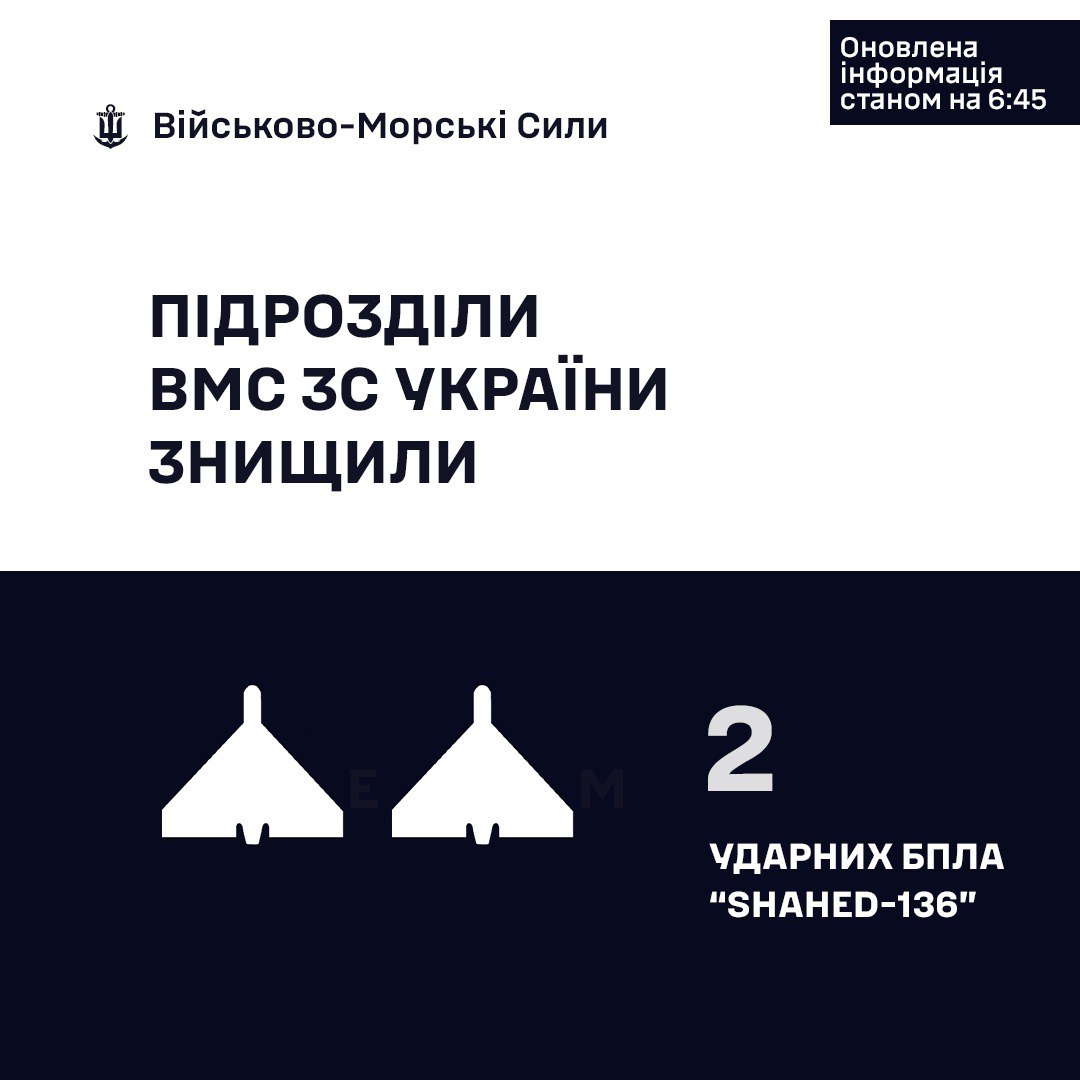 Оновлена
інформація
станом на 6:45
Військово-Морські Сили
ПІДРОЗДІЛИ
ВМС ЗС УКРАЇНИ
ЗНИЩИЛИ
Е М
2
УДАРНИХ БПЛА
“SHAHED-136”